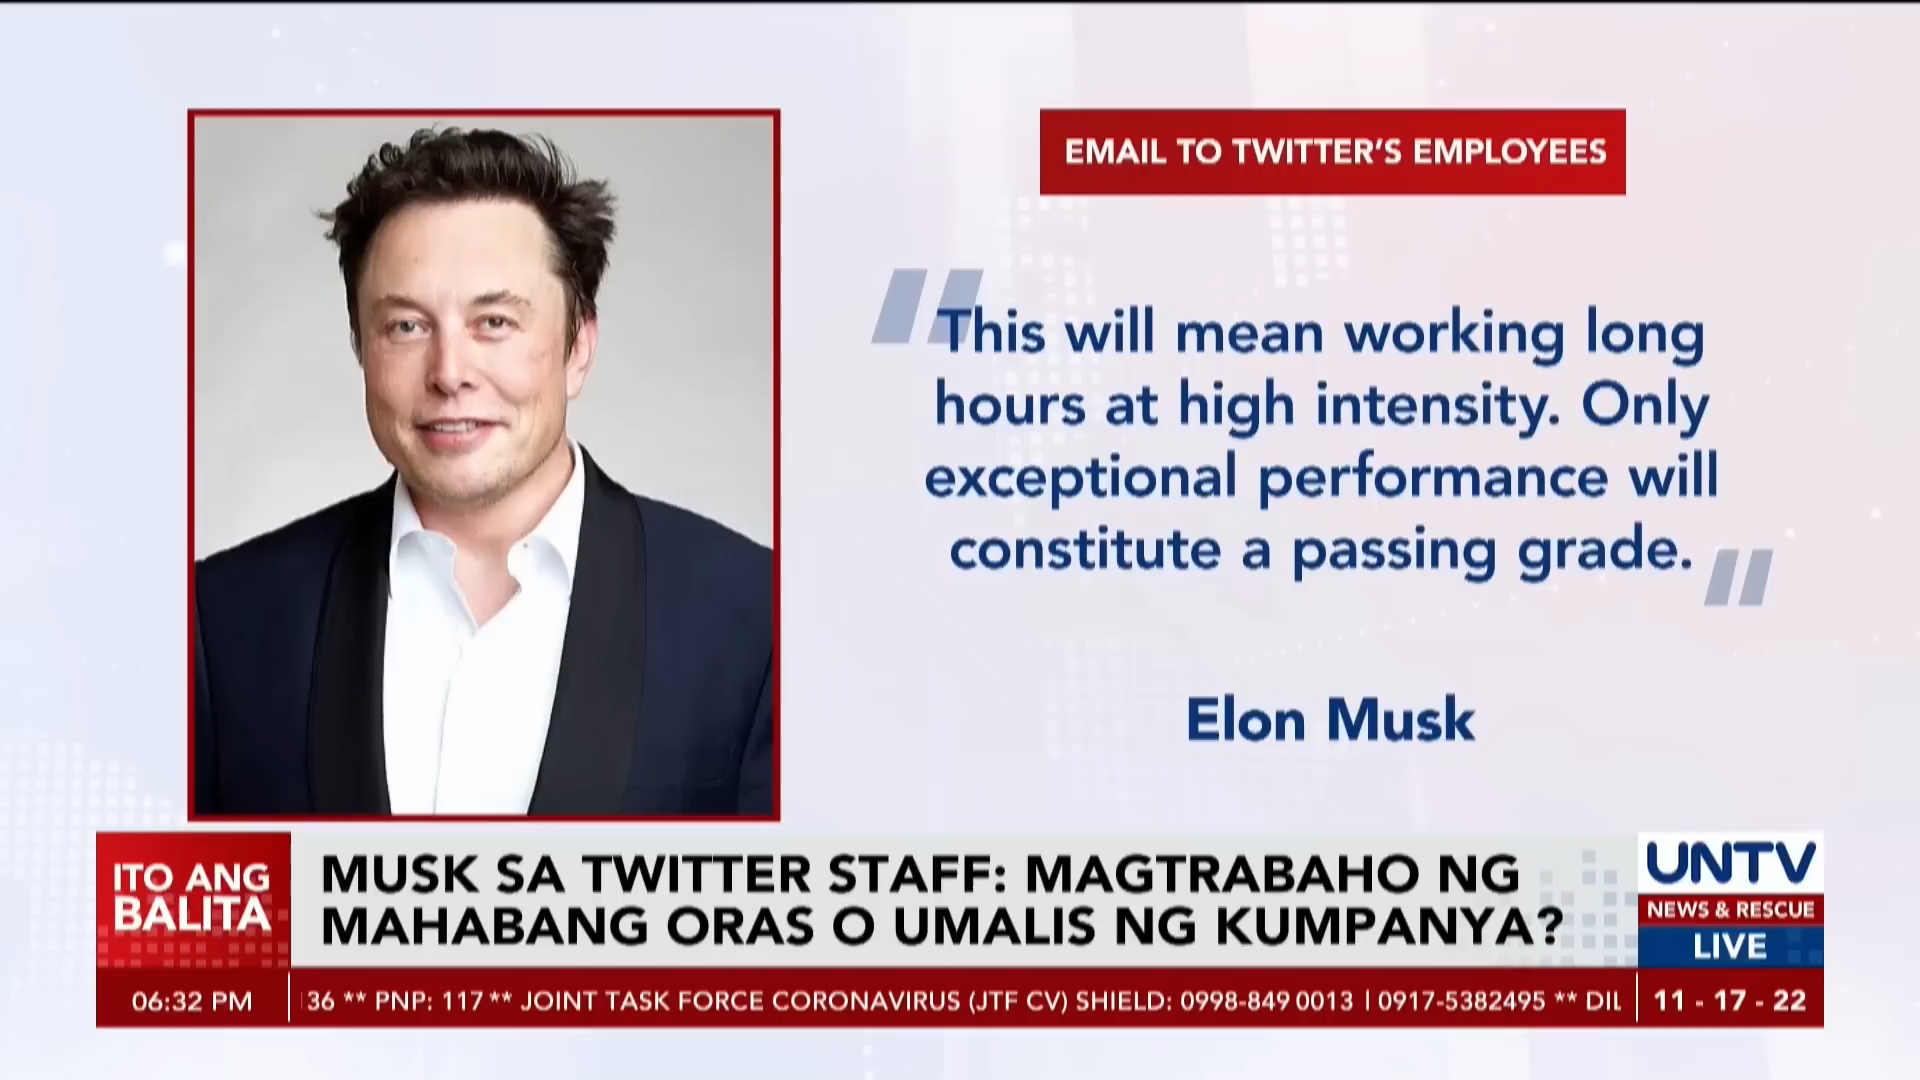 EMAIL TO TWITTER'S EMPLOYEES
"This will mean working long
hours at high intensity. Only
exceptional performance will
constitute a passing grade."
Elon Musk
ITO ANG
BALITA
MUSK SA TWITTER STAFF: MAGTRABAHO NG
MAHABANG ORAS O UMALIS NG KUMPANYA?
UNTV
NEWS & RESCUE
LIVE
06:32 PM
36 ** PNP: 117 ** JOINT TASK FORCE CORONAVIRUS (JTF CV) SHIELD: 0998-849 0013 | 0917-5382495 ** DIL
11 - 17 - 22